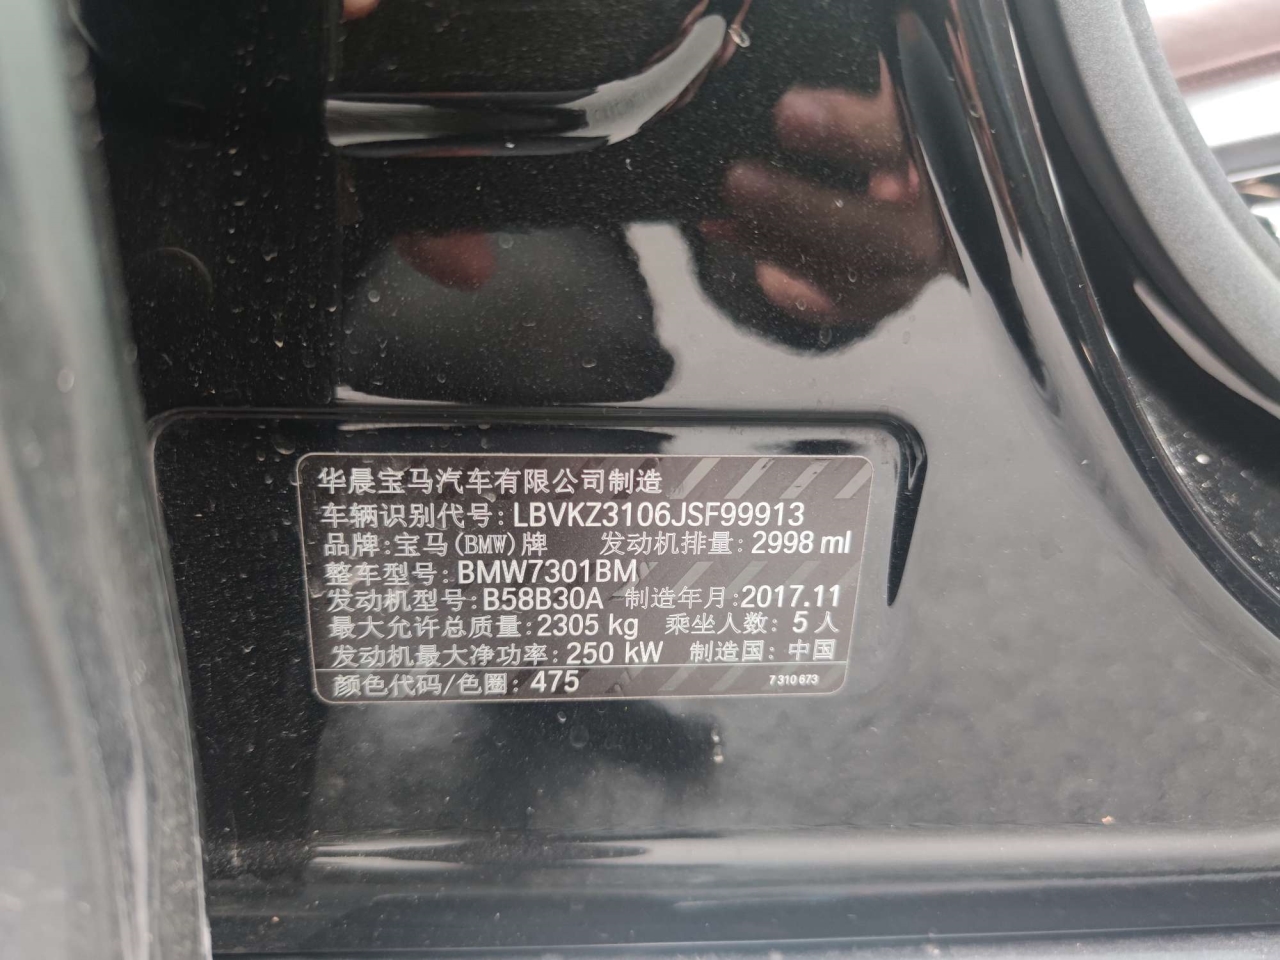 华晨宝马汽车有限公司制造
车辆识别代号:LBVKZ3106JSF99913
品牌:宝马(BMW)牌 发动机排量:2998 ml
整车型号:BMW7301BM
发动机型号:B58B30A 制造年月:2017.11
最大允许总质量:2305 kg 乘坐人数:5人
发动机最大净功率:250 kW 制造国:中国
颜色代码/色圈:475 7 310 673